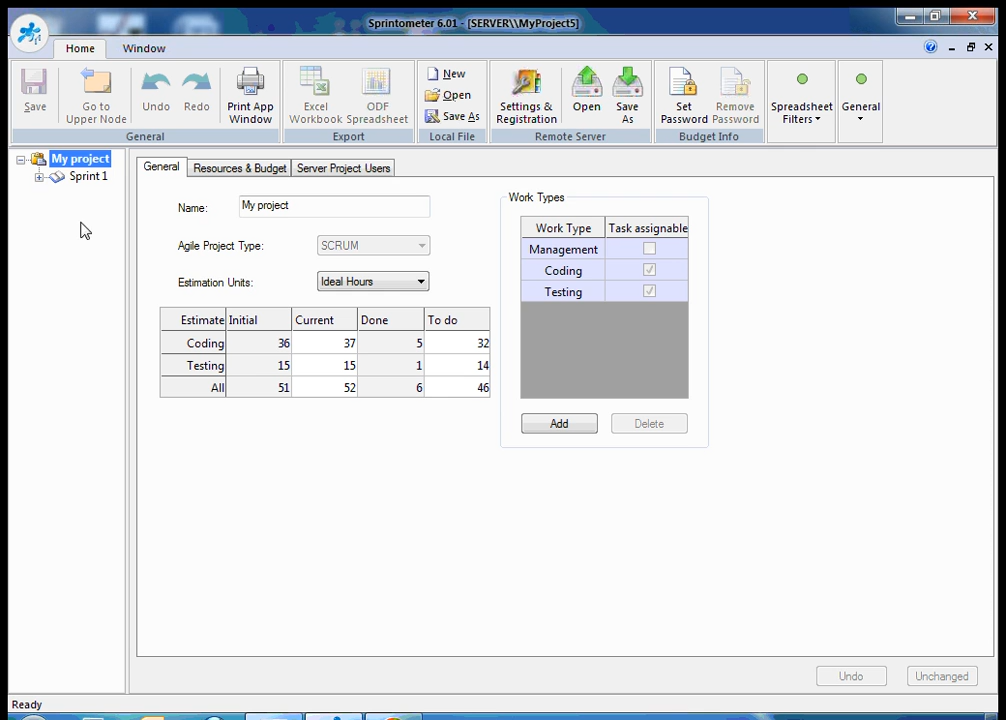 Sprintometer 6.01 - [SERVER\\MyProject5]
Home
Window
Save
Go to
Upper Node
Undo
Redo
Print App
Window
General
Excel
Workbook
ODF
Spreadsheet
Export
New
Open
Save As
Local File
Settings &
Registration
Open
Save
As
Remote Server
Set
Password
Remove
Password
Budget Info
Spreadsheet
Filters
General
My project
Sprint 1
General
Resources & Budget
Server Project Users
Name:
My project
Agile Project Type:
SCRUM
Estimation Units:
Ideal Hours
Estimate Initial Current Done To do
Coding 36 37 5 32
Testing 15 15 1 14
All 51 52 6 46
Work Types
Work Type Task assignable
Management
Coding
Testing
Add
Delete
Undo
Unchanged
Ready